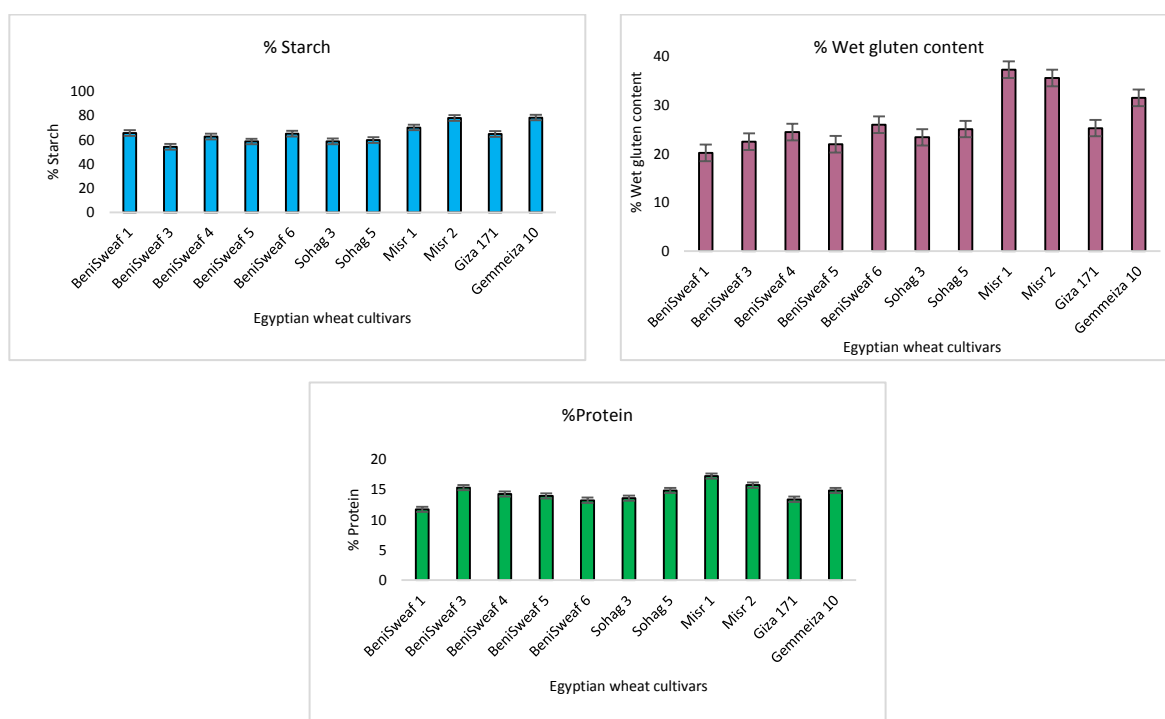 % Starch
% Starch
100
80
60
40
20
0
BeniSweaf 1
BeniSweaf 3
BeniSweaf 4
BeniSweaf 5
BeniSweaf 6
Sohag 3
Sohag 5
Misr 1
Misr 2
Giza 171
Gemmeiza 10
Egyptian wheat cultivars
% Wet gluten content
% Wet gluten content
40
30
20
10
0
BeniSweaf 1
BeniSweaf 3
BeniSweaf 4
BeniSweaf 5
BeniSweaf 6
Sohag 3
Sohag 5
Misr 1
Misr 2
Giza 171
Gemmeiza 10
Egyptian wheat cultivars
%Protein
% Protein
20
15
10
5
0
BeniSweaf 1
BeniSweaf 3
BeniSweaf 4
BeniSweaf 5
BeniSweaf 6
Sohag 3
Sohag 5
Misr 1
Misr 2
Giza 171
Gemmeiza 10
Egyptian wheat cultivars